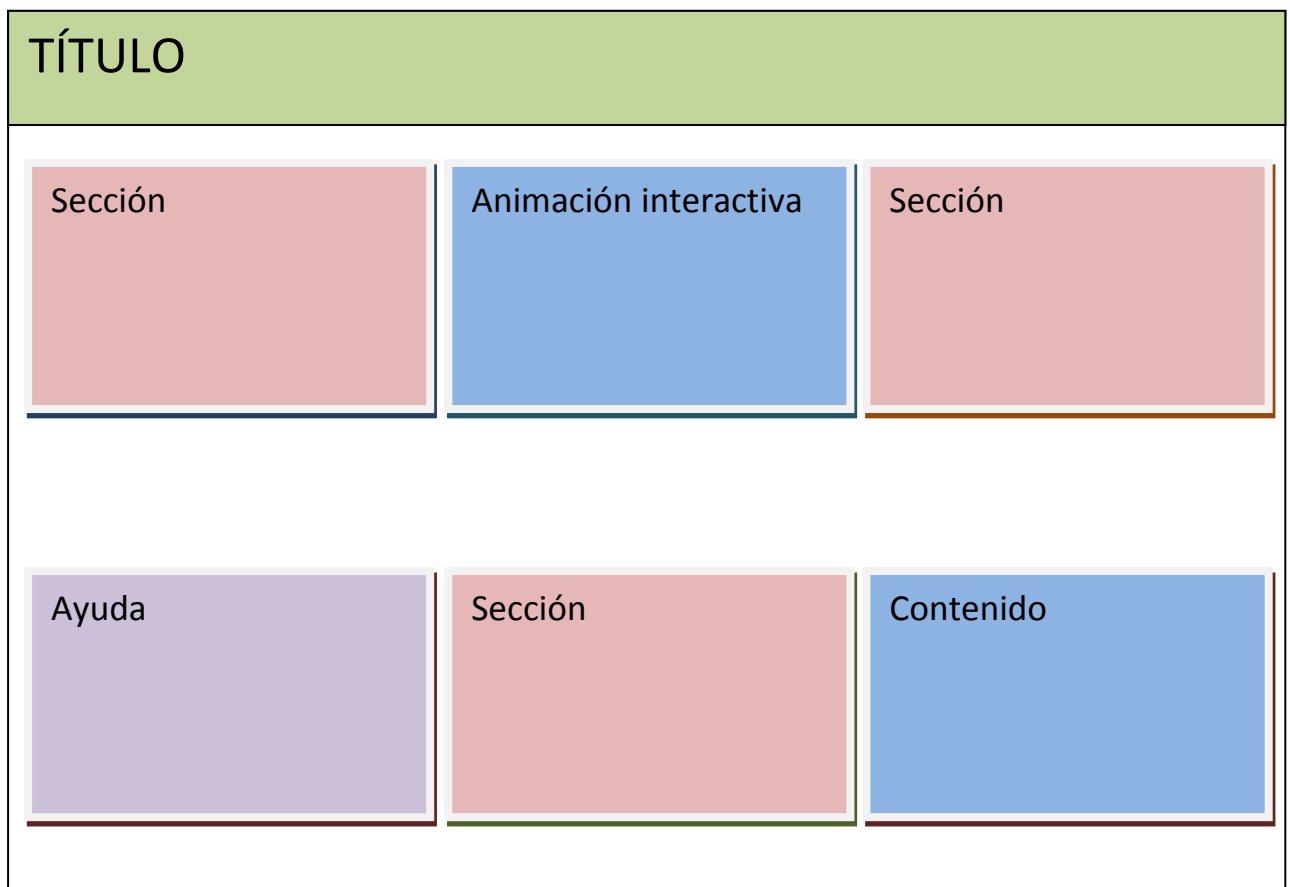 TÍTULO
Sección
Animación interactiva
Sección
Ayuda
Sección
Contenido